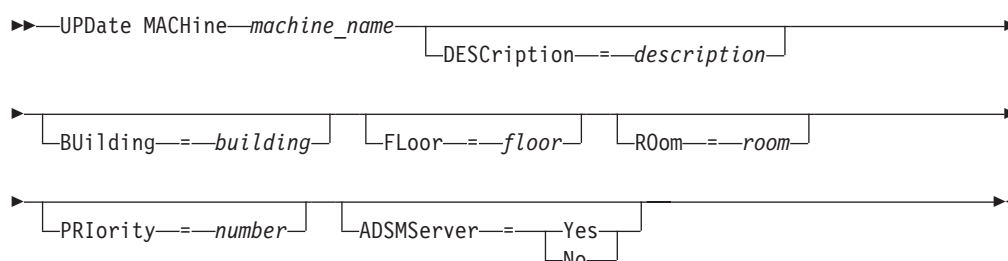 UPDate MACHine machine_name
DESCription = description
BUilding = building FLoor = floor ROom = room
PRIority = number ADSMServer = Yes
No